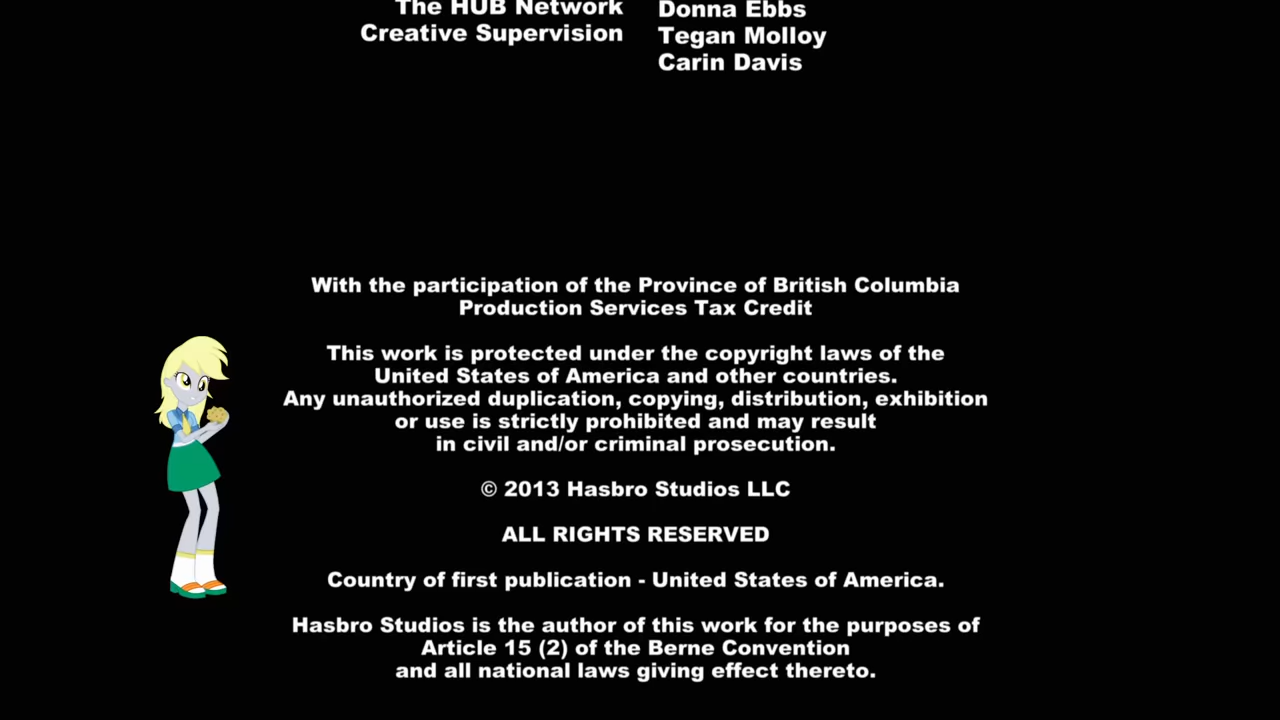 The HUB Network
Creative Supervision
Donna Ebbs
Tegan Molloy
Carin Davis
With the participation of the Province of British Columbia
Production Services Tax Credit
This work is protected under the copyright laws of the
United States of America and other countries.
Any unauthorized duplication, copying, distribution, exhibition
or use is strictly prohibited and may result
in civil and/or criminal prosecution.
© 2013 Hasbro Studios LLC
ALL RIGHTS RESERVED
Country of first publication - United States of America.
Hasbro Studios is the author of this work for the purposes of
Article 15 (2) of the Berne Convention
and all national laws giving effect thereto.